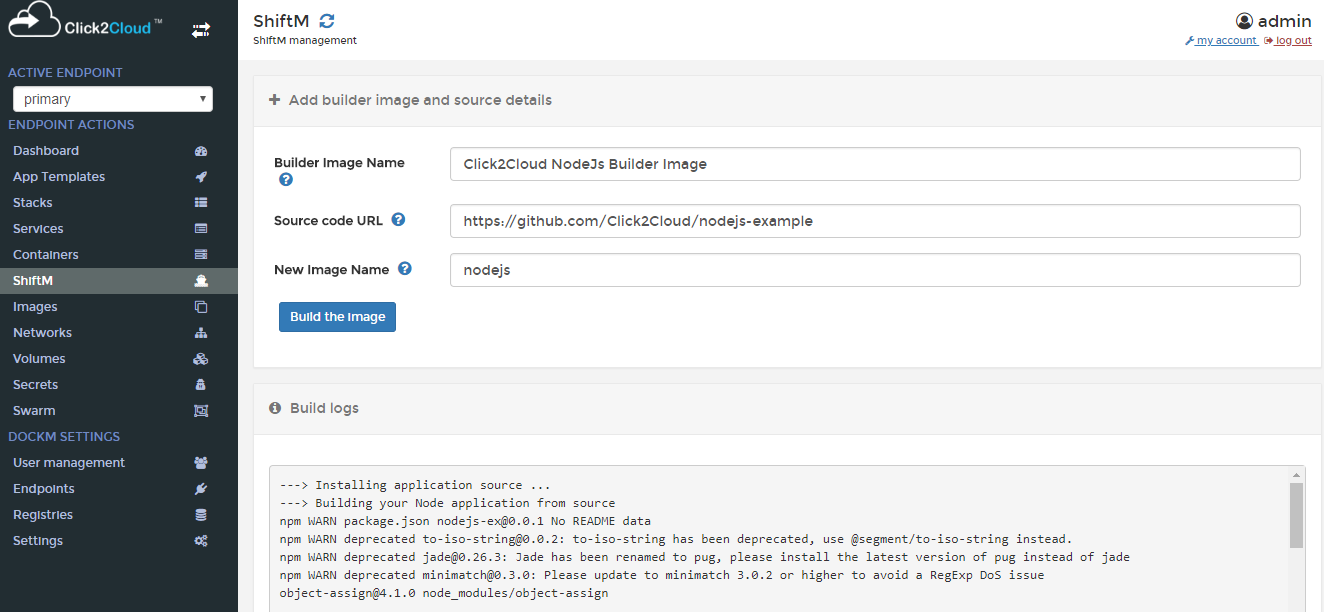 Click2Cloud ™
ACTIVE ENDPOINT
primary
ENDPOINT ACTIONS
Dashboard
App Templates
Stacks
Services
Containers
ShiftM
Images
Networks
Volumes
Secrets
Swarm
DOCKM SETTINGS
User management
Endpoints
Registries
Settings
ShiftM
ShiftM management
admin
my account log out
Add builder image and source details
Builder Image Name
Click2Cloud NodeJs Builder Image
Source code URL
https://github.com/Click2Cloud/nodejs-example
New Image Name
nodejs
Build the image
Build logs
---> Installing application source ...
---> Building your Node application from source
npm WARN package.json nodejs-ex@0.0.1 No README data
npm WARN deprecated to-iso-string@0.0.2: to-iso-string has been deprecated, use @segment/to-iso-string instead.
npm WARN deprecated jade@0.26.3: Jade has been renamed to pug, please install the latest version of pug instead of jade
npm WARN deprecated minimatch@0.3.0: Please update to minimatch 3.0.2 or higher to avoid a RegExp DoS issue
object-assign@4.1.0 node_modules/object-assign